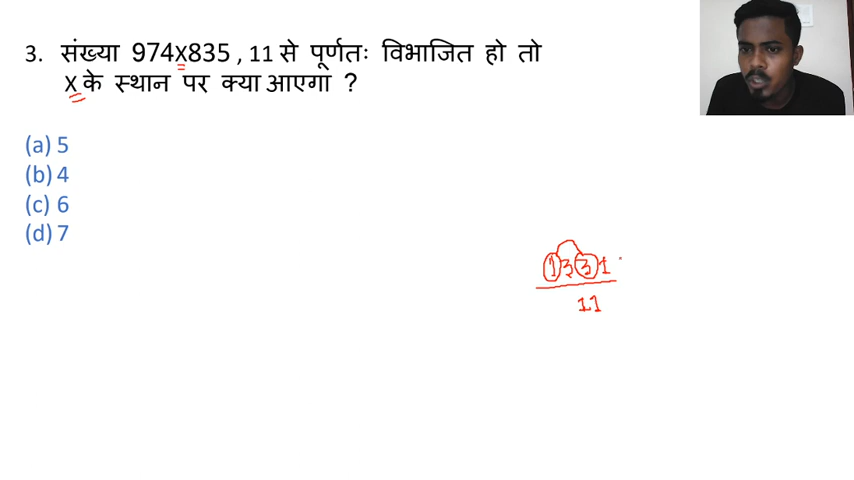 3. संख्या 974X835 , 11 से पूर्णतः विभाजित हो तो
X के स्थान पर क्या आएगा ?
(a) 5
(b) 4
(c) 6
(d) 7
1331
11